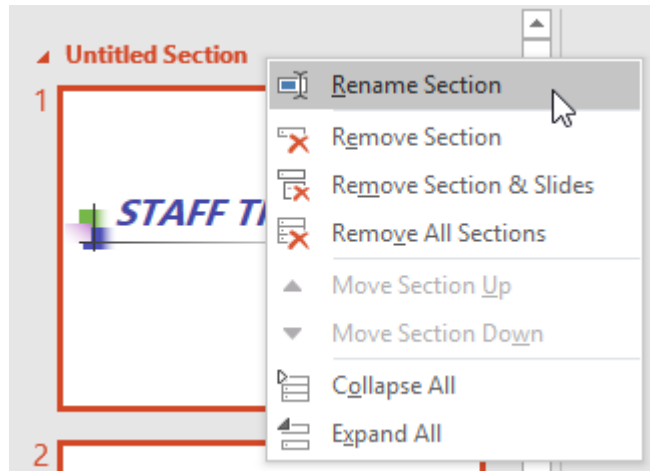 Untitled Section
1
Rename Section
Remove Section
STAFF
Remove Section & Slides
Remove All Sections
Move Section Up
Move Section Down
Collapse All
Expand All
2